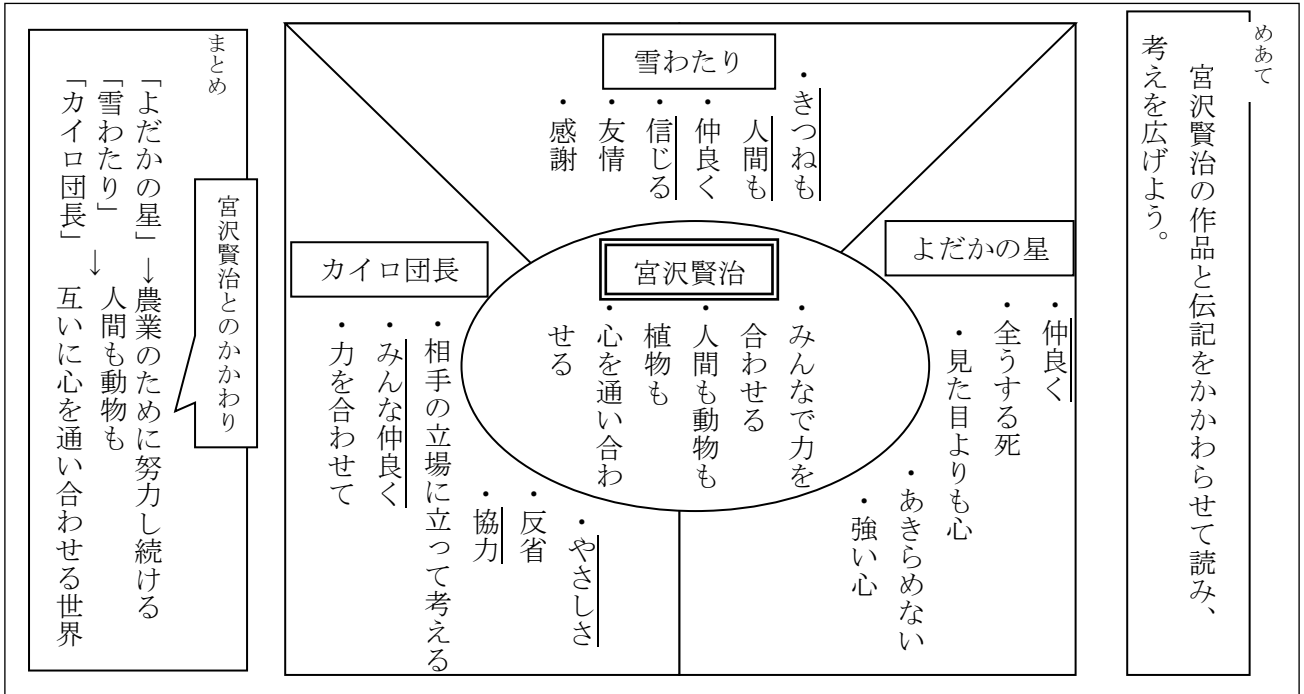 めあて
宮沢賢治の作品と伝記をかかわらせて読み、
考えを広げよう。
よだかの星
・仲良く
・全うする死
・見た目よりも心
・あきらめない
・強い心
雪わたり
・きつねも
人間も
・仲良く
・信じる
・友情
・感謝
宮沢賢治
・みんなで力を
合わせる
・人間も動物も
植物も
・心を通い合わ
せる
カイロ団長
・やさしさ
・反省
・協力
・相手の立場に立って考える
・みんな仲良く
・力を合わせて
宮沢賢治とのかかわり
まとめ
「よだかの星」→農業のために努力し続ける
「雪わたり」 → 人間も動物も
「カイロ団長」 互いに心を通い合わせる世界